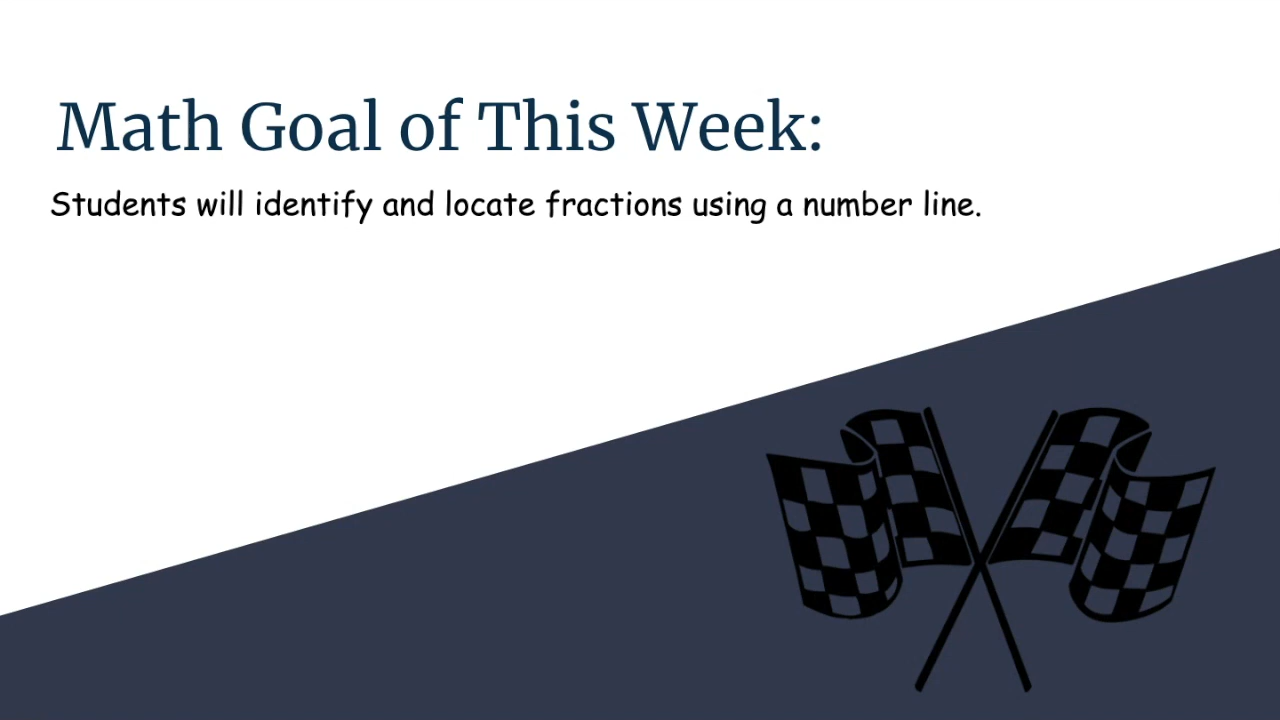 Math Goal of This Week:
Students will identify and locate fractions using a number line.